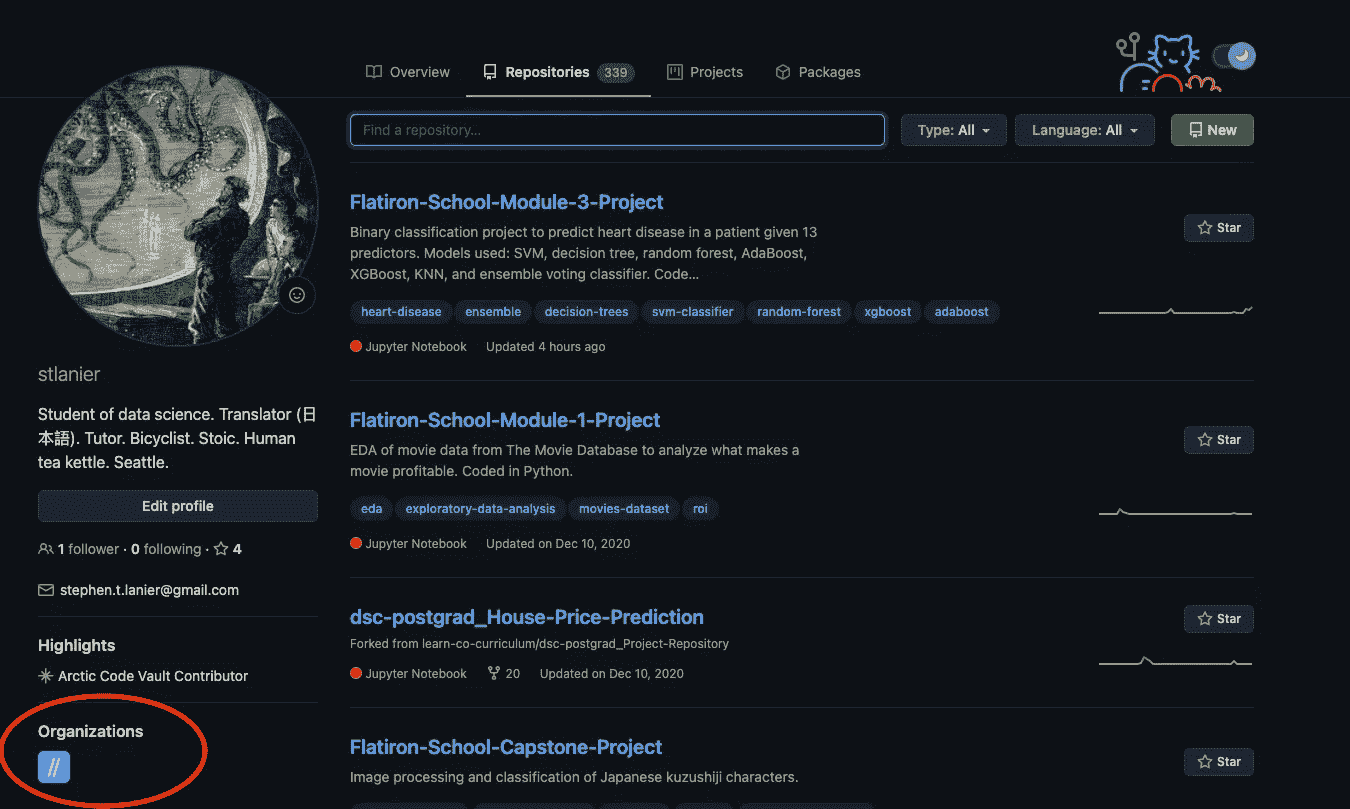 Overview
Repositories 339
Projects
Packages
Find a repository...
Type: All
Language: All
New
Flatiron-School-Module-3-Project
Binary classification project to predict heart disease in a patient given 13
predictors. Models used: SVM, decision tree, random forest, AdaBoost,
XGBoost, KNN, and ensemble voting classifier. Code...
Star
heart-disease ensemble decision-trees svm-classifier random-forest xgboost adaboost
Jupyter Notebook Updated 4 hours ago
stlanier
Student of data science. Translator (日
本語). Tutor. Bicyclist. Stoic. Human
tea kettle. Seattle.
Edit profile
1 follower · 0 following · 4
stephen.t.lanier@gmail.com
Highlights
Arctic Code Vault Contributor
Organizations
//
Flatiron-School-Module-1-Project
EDA of movie data from The Movie Database to analyze what makes a
movie profitable. Coded in Python.
Star
eda exploratory-data-analysis movies-dataset roi
Jupyter Notebook Updated on Dec 10, 2020
dsc-postgrad_House-Price-Prediction
Forked from learn-co-curriculum/dsc-postgrad_Project-Repository
Star
Jupyter Notebook 20 Updated on Dec 10, 2020
Flatiron-School-Capstone-Project
Image processing and classification of Japanese kuzushiji characters.
Star